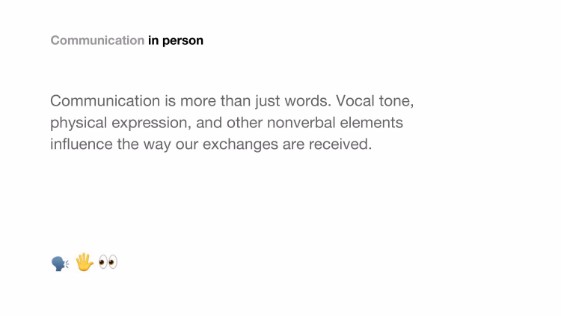 Communication in person
Communication is more than just words. Vocal tone,
physical expression, and other nonverbal elements
influence the way our exchanges are received.